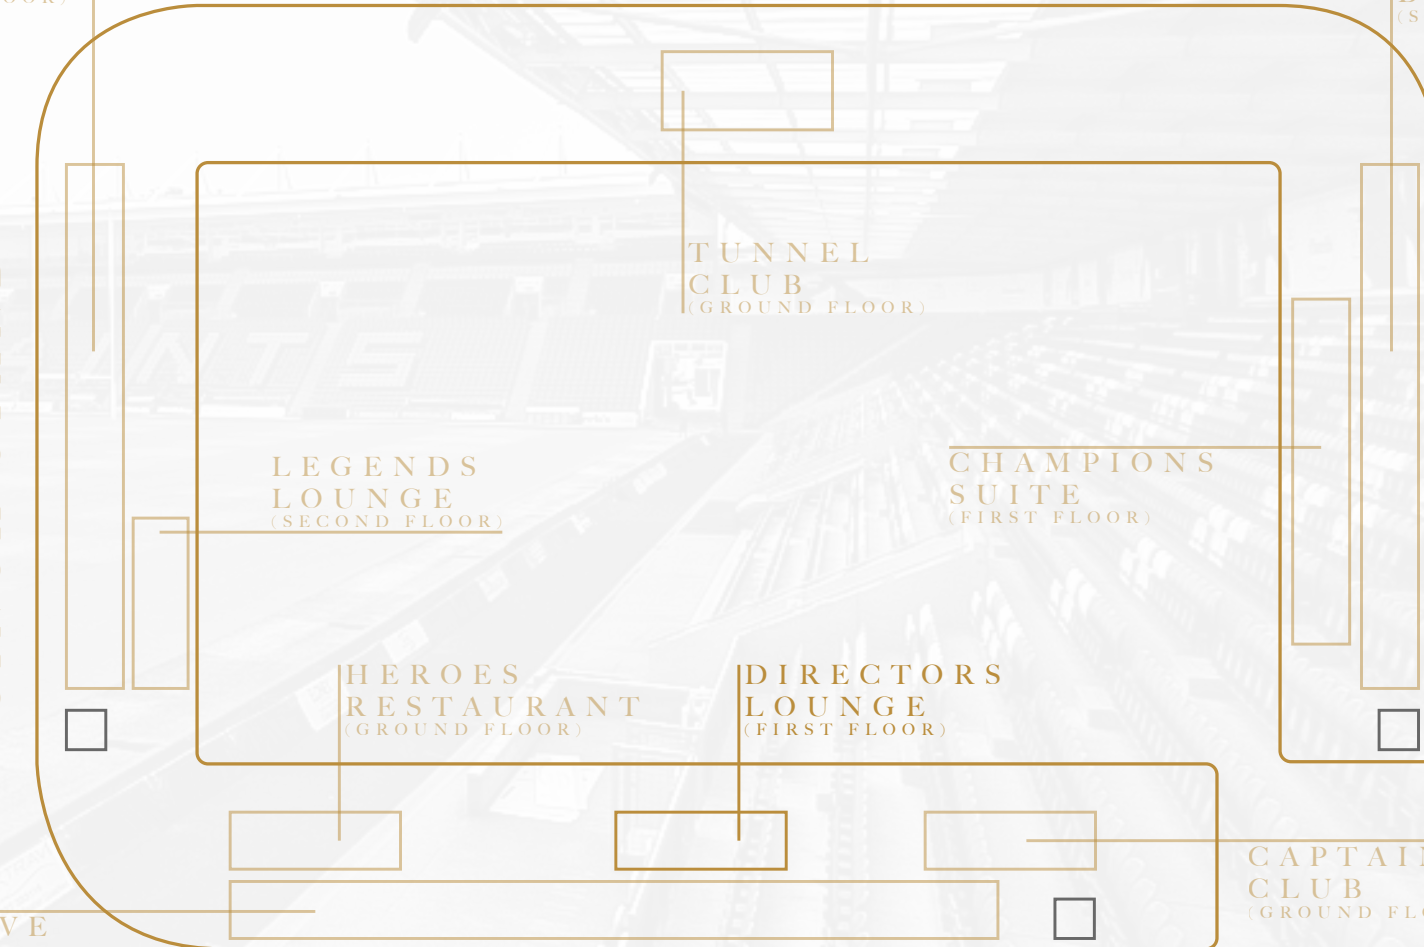 TUNNEL
CLUB
(GROUND FLOOR)
LEGENDS
LOUNGE
(SECOND FLOOR)
CHAMPIONS
SUITE
(FIRST FLOOR)
HEROES
RESTAURANT
(GROUND FLOOR)
DIRECTORS
LOUNGE
(FIRST FLOOR)
CLUB
(GROUND